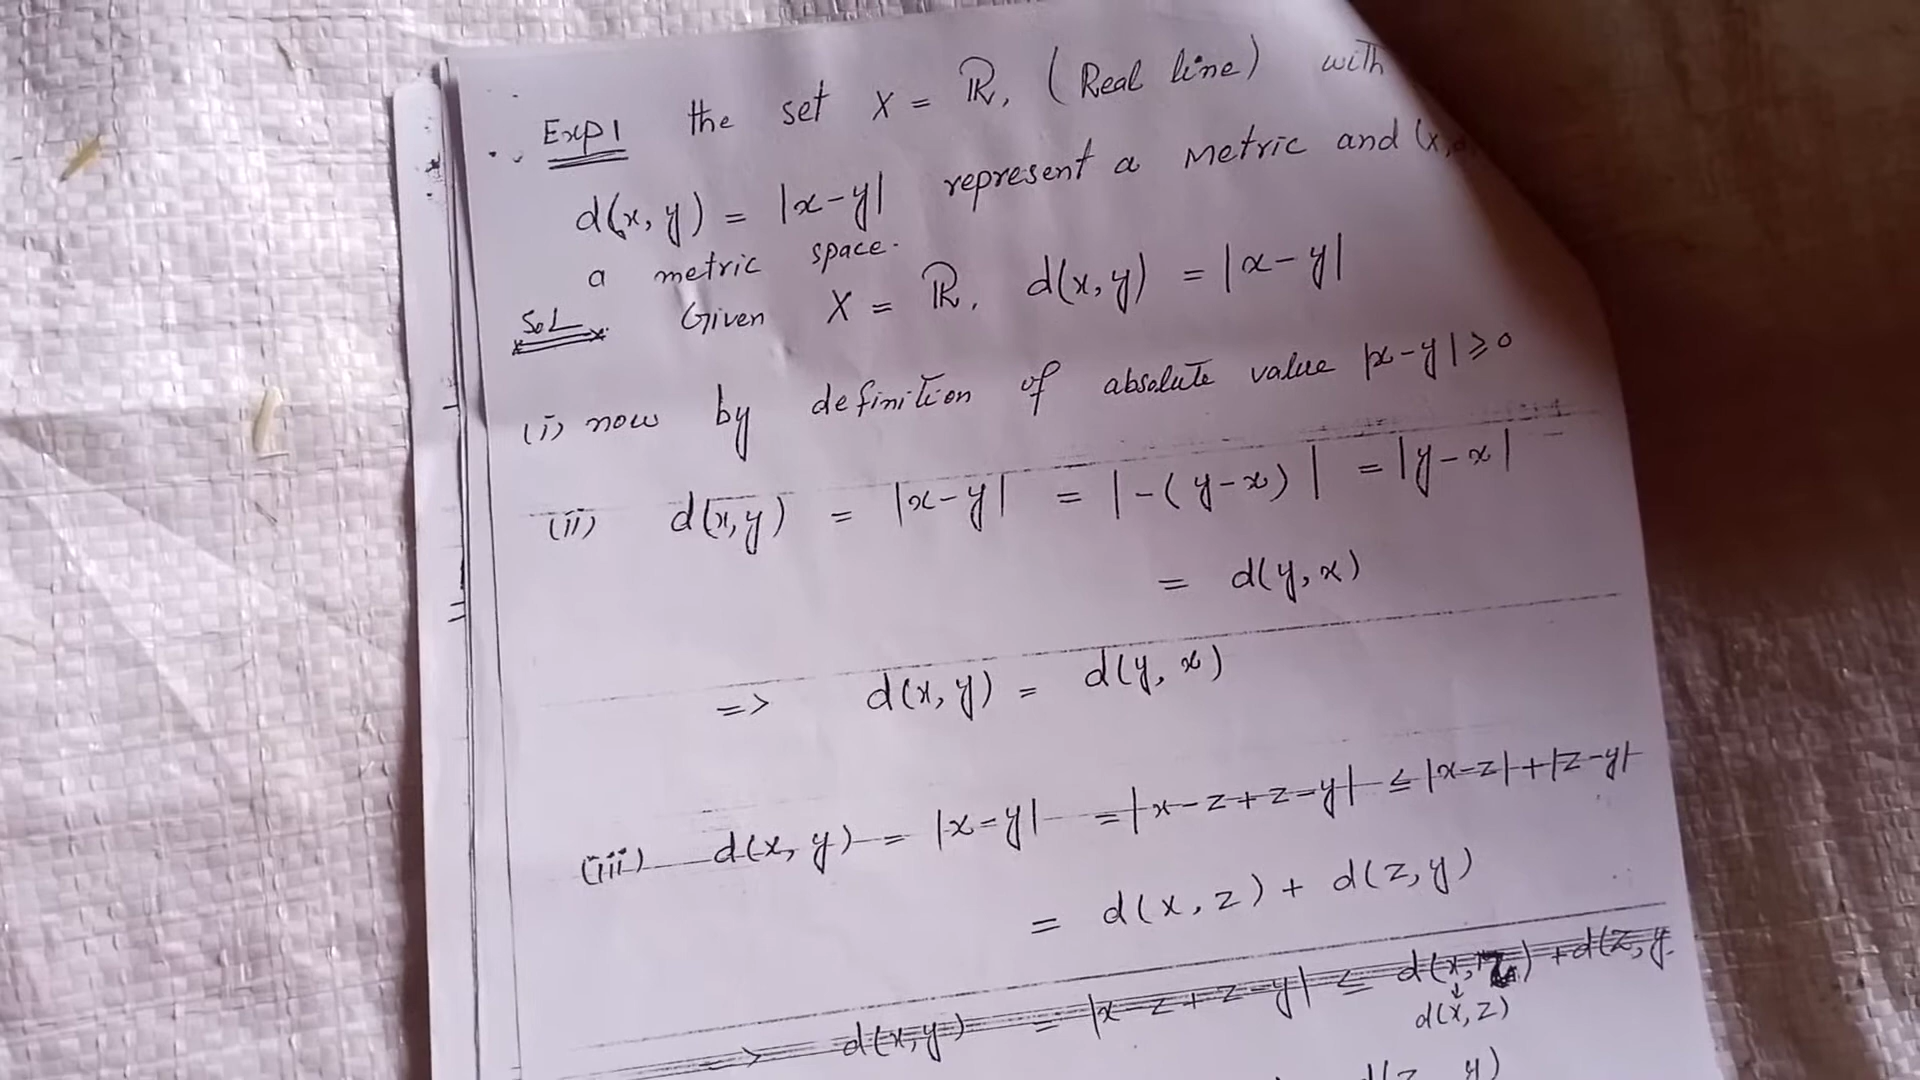 Exp1 the set X = ℝ, (Real line) with
d(x, y) = |x-y| represent a metric and (x,
a metric space.
Sol Given X = ℝ, d(x, y) = |x-y|
(i) now by definition of absolute value |x-y| ≥ 0
(ii) d(x, y) = |x-y| = |-(y-x)| = |y-x|
= d(y, x)
=> d(x, y) = d(y, x)
(iii) d(x, y) = |x-y| = |x-z+z-y| ≤ |x-z|+|z-y|
= d(x, z) + d(z, y)
=> d(x, y) = |x-z+z-y| ≤ d(x, z) + d(z, y
d(x, z)
d(z, y)